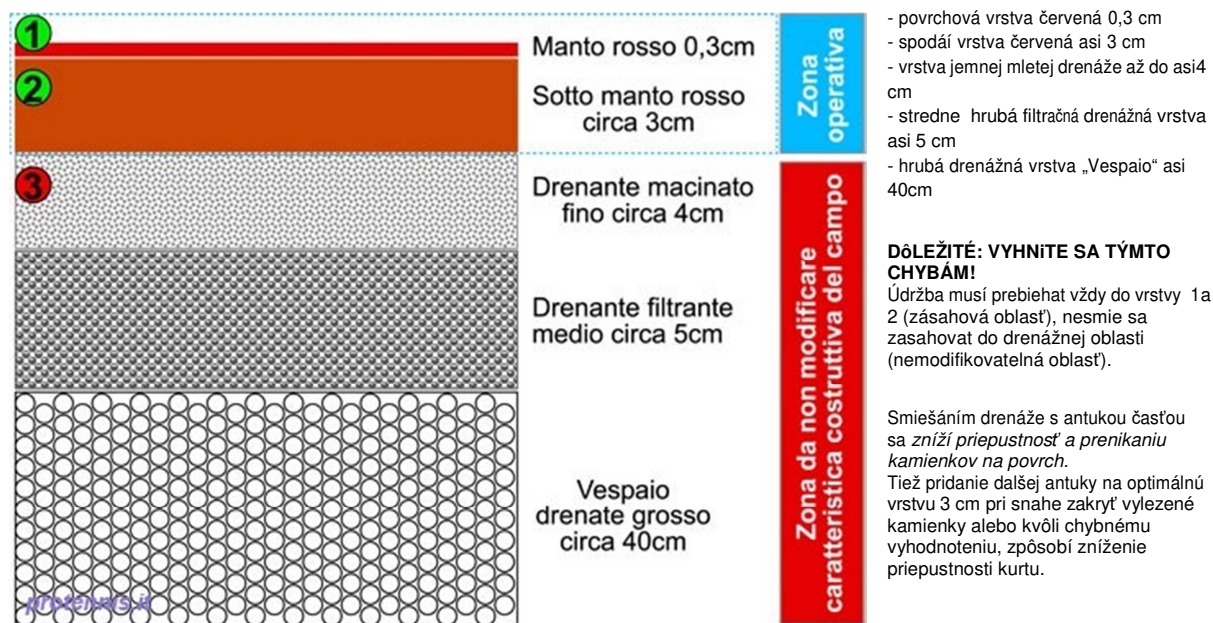 1
2
3
Manto rosso 0,3cm
Sotto manto rosso
circa 3cm
Drenante macinato
fino circa 4cm
Drenante filtrante
medio circa 5cm
Vespaio
drenate grosso
circa 40cm
protennis.it
Zona
operativa
Zona da non modificare
caratteristica costruttiva del campo
- povrchová vrstva červená 0,3 cm
- spodáí vrstva červená asi 3 cm
- vrstva jemnej mletej drenáže až do asi4
cm
- stredne hrubá filtračná drenážná vrstva
asi 5 cm
- hrubá drenážná vrstva „Vespaio“ asi
40cm
DôLEŽITÉ: VYHNiTE SA TÝMTO
CHYBÁM!
Údržba musí prebiehat vždy do vrstvy 1a
2 (zásahová oblasť), nesmie sa
zasahovat do drenážnej oblasti
(nemodifikovatelná oblasť).
Smiešáním drenáže s antukou časťou
sa zníží priepustnosť a prenikaniu
kamienkov na povrch.
Tiež pridanie dalšej antuky na optimálnú
vrstvu 3 cm pri snahe zakryť vylezené
kamienky alebo kvôli chybnému
vyhodnoteniu, zpôsobí zníženie
priepustnosti kurtu.